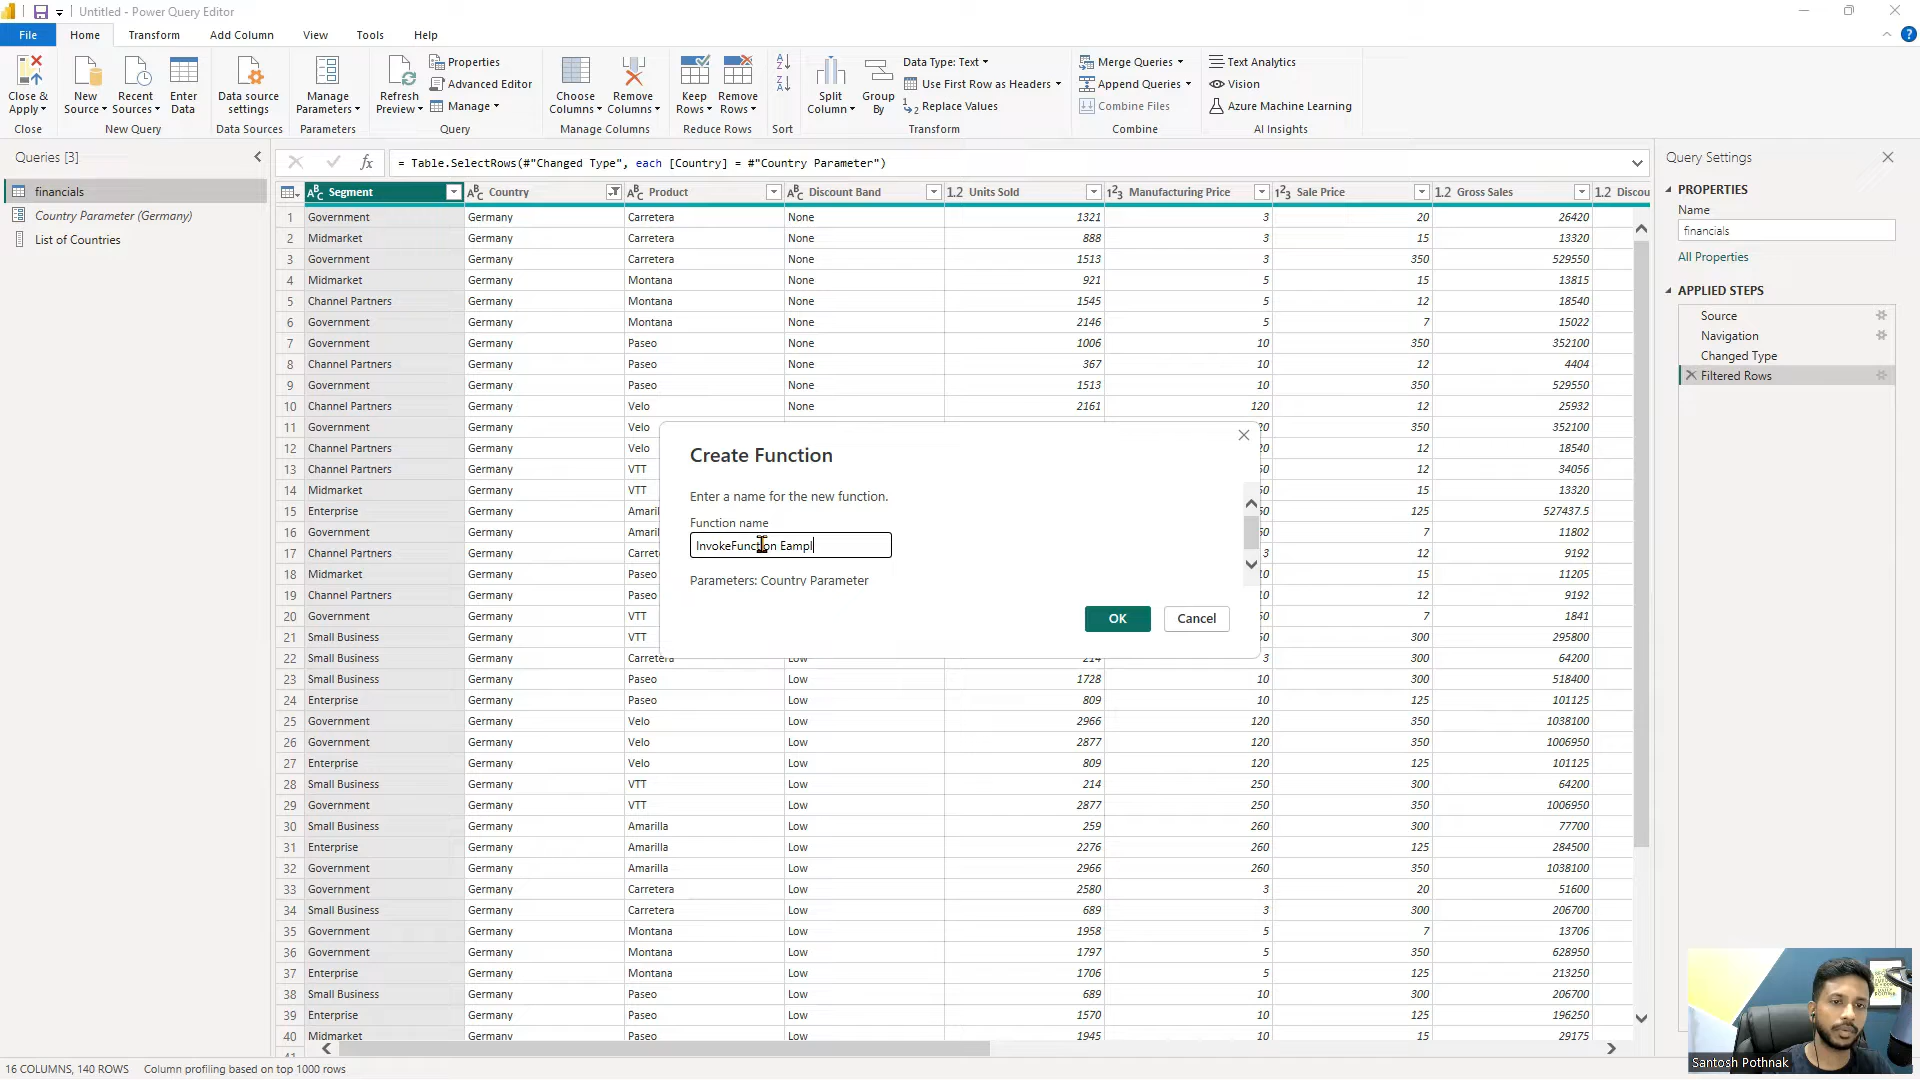 Untitled - Power Query Editor
File Home Transform Add Column View Tools Help
Close & Apply
New Source
Recent Sources
Enter Data
Data source settings
Manage Parameters
Refresh Preview
Properties
Advanced Editor
Manage
Choose Columns
Remove Columns
Keep Rows
Remove Rows
Split Column
Group By
Data Type: Text
Use First Row as Headers
Replace Values
Merge Queries
Append Queries
Combine Files
Text Analytics
Vision
Azure Machine Learning
Close New Query Data Sources Parameters Query Manage Columns Reduce Rows Sort Transform Combine AI Insights
Queries [3]
financials
Country Parameter (Germany)
List of Countries
fx = Table.SelectRows(#"Changed Type", each [Country] = #"Country Parameter")
Segment Country Product Discount Band 1.2 Units Sold Manufacturing Price Sale Price 1.2 Gross Sales 1.2 Discou
1 Government Germany Carretera None 1321 3 20 26420
2 Midmarket Germany Carretera None 888 3 15 13320
3 Government Germany Carretera None 1513 3 350 529550
4 Midmarket Germany Montana None 921 5 15 13815
5 Channel Partners Germany Montana None 1545 5 12 18540
6 Government Germany Montana None 2146 5 7 15022
7 Government Germany Paseo None 1006 10 350 352100
8 Channel Partners Germany Paseo None 367 10 12 4404
9 Government Germany Paseo None 1513 10 350 529550
10 Channel Partners Germany Velo None 2161 120 12 25932
11 Government Germany Velo 350 352100
12 Channel Partners Germany Velo 12 18540
13 Channel Partners Germany VTT 12 34056
14 Midmarket Germany VTT 15 13320
15 Enterprise Germany Amaril 125 527437.5
16 Government Germany Amaril 7 11802
17 Channel Partners Germany Carret 3 12 9192
18 Midmarket Germany Paseo 12 11205
19 Channel Partners Germany Paseo 12 9192
20 Government Germany VTT 7 1841
21 Small Business Germany VTT 300 295800
22 Small Business Germany Carretera Low 214 3 300 64200
23 Small Business Germany Paseo Low 1728 10 300 518400
24 Enterprise Germany Paseo Low 809 10 125 101125
25 Government Germany Velo Low 2966 120 350 1038100
26 Government Germany Velo Low 2877 120 350 1006950
27 Enterprise Germany Velo Low 809 120 125 101125
28 Small Business Germany VTT Low 214 250 300 64200
29 Government Germany VTT Low 2877 250 350 1006950
30 Small Business Germany Amarilla Low 259 260 300 77700
31 Enterprise Germany Amarilla Low 2276 260 125 284500
32 Government Germany Amarilla Low 2966 260 350 1038100
33 Government Germany Carretera Low 2580 3 20 51600
34 Small Business Germany Carretera Low 689 3 300 206700
35 Government Germany Montana Low 1958 5 7 13706
36 Government Germany Montana Low 1797 5 350 628950
37 Enterprise Germany Montana Low 1706 5 125 213250
38 Small Business Germany Paseo Low 689 10 300 206700
39 Enterprise Germany Paseo Low 1570 10 125 196250
40 Midmarket Germany Paseo Low 1945 10 15 29175
Create Function
Enter a name for the new function.
Function name
InvokeFunction Eampl
Parameters: Country Parameter
OK Cancel
Query Settings
PROPERTIES
Name
financials
All Properties
APPLIED STEPS
Source
Navigation
Changed Type
Filtered Rows
Santosh Pothnak
16 COLUMNS, 140 ROWS Column profiling based on top 1000 rows